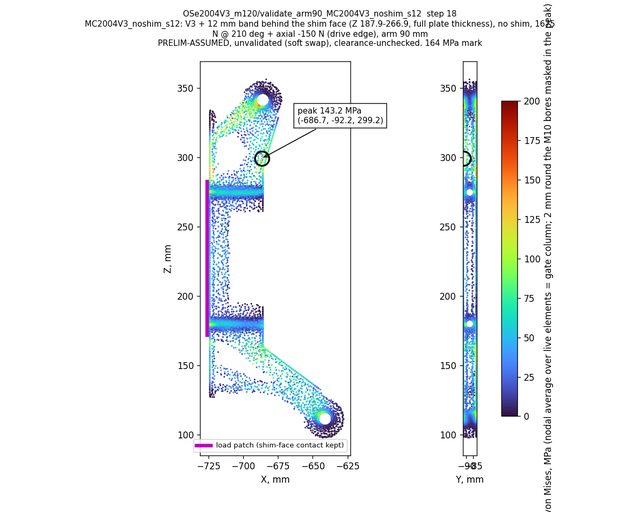 OSe2004V3_m120/validate_arm90_MC2004V3_noshim_s12  step 18
MC2004V3_noshim_s12: V3 + 12 mm band behind the shim face (Z 187.9-266.9, full plate thickness), no shim, 1625
N @ 210 deg + axial -150 N (drive edge), arm 90 mm
PRELIM-ASSUMED, unvalidated (soft swap), clearance-unchecked. 164 MPa mark
peak 143.2 MPa
(-686.7, -92.2, 299.2)
350
300
250
200
150
100
Z, mm
load patch (shim-face contact kept)
−725
−700
−675
−650
−625
X, mm
350
300
250
200
150
100
−90
85
Y, mm
200
175
150
125
100
75
50
25
0
von Mises, MPa (nodal average over live elements = gate column; 2 mm round the M10 bores masked in the peak)